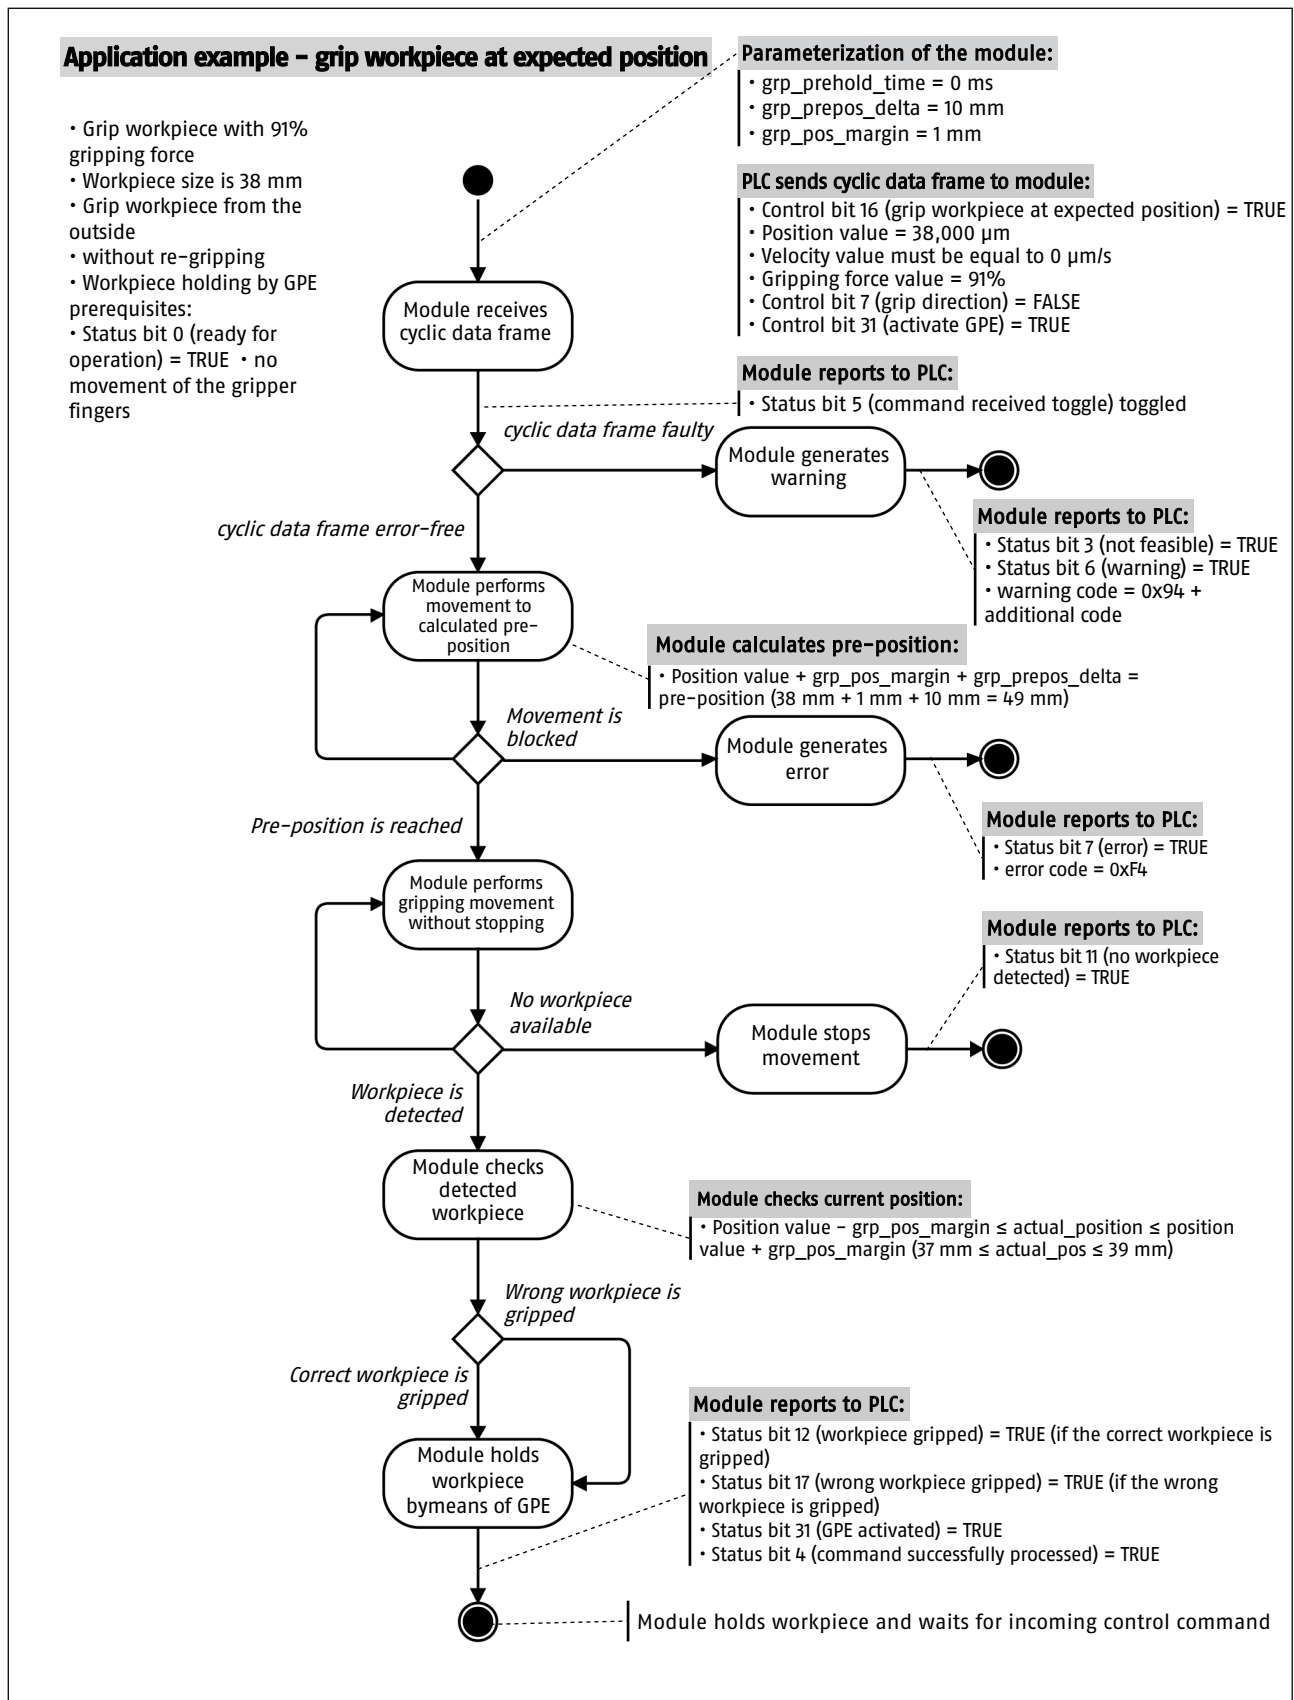 Application example – grip workpiece at expected position
• Grip workpiece with 91%
gripping force
• Workpiece size is 38 mm
• Grip workpiece from the
outside
• without re-gripping
• Workpiece holding by GPE
prerequisites:
• Status bit 0 (ready for
operation) = TRUE • no
movement of the gripper
fingers
Parameterization of the module:
• grp_prehold_time = 0 ms
• grp_prepos_delta = 10 mm
• grp_pos_margin = 1 mm
PLC sends cyclic data frame to module:
• Control bit 16 (grip workpiece at expected position) = TRUE
• Position value = 38,000 µm
• Velocity value must be equal to 0 µm/s
• Gripping force value = 91%
• Control bit 7 (grip direction) = FALSE
• Control bit 31 (activate GPE) = TRUE
Module receives
cyclic data frame
Module reports to PLC:
• Status bit 5 (command received toggle) toggled
cyclic data frame faulty
Module generates
warning
Module reports to PLC:
• Status bit 3 (not feasible) = TRUE
• Status bit 6 (warning) = TRUE
• warning code = 0x94 +
additional code
cyclic data frame error-free
Module performs
movement to
calculated pre-
position
Module calculates pre-position:
• Position value + grp_pos_margin + grp_prepos_delta =
pre-position (38 mm + 1 mm + 10 mm = 49 mm)
Movement is
blocked
Module generates
error
Module reports to PLC:
• Status bit 7 (error) = TRUE
• error code = 0xF4
Pre-position is reached
Module performs
gripping movement
without stopping
Module reports to PLC:
• Status bit 11 (no workpiece
detected) = TRUE
No workpiece
available
Module stops
movement
Workpiece is
detected
Module checks
detected
workpiece
Module checks current position:
• Position value - grp_pos_margin ≤ actual_position ≤ position
value + grp_pos_margin (37 mm ≤ actual_pos ≤ 39 mm)
Wrong workpiece is
gripped
Correct workpiece is
gripped
Module holds
workpiece
bymeans of GPE
Module reports to PLC:
• Status bit 12 (workpiece gripped) = TRUE (if the correct workpiece is
gripped)
• Status bit 17 (wrong workpiece gripped) = TRUE (if the wrong
workpiece is gripped)
• Status bit 31 (GPE activated) = TRUE
• Status bit 4 (command successfully processed) = TRUE
Module holds workpiece and waits for incoming control command